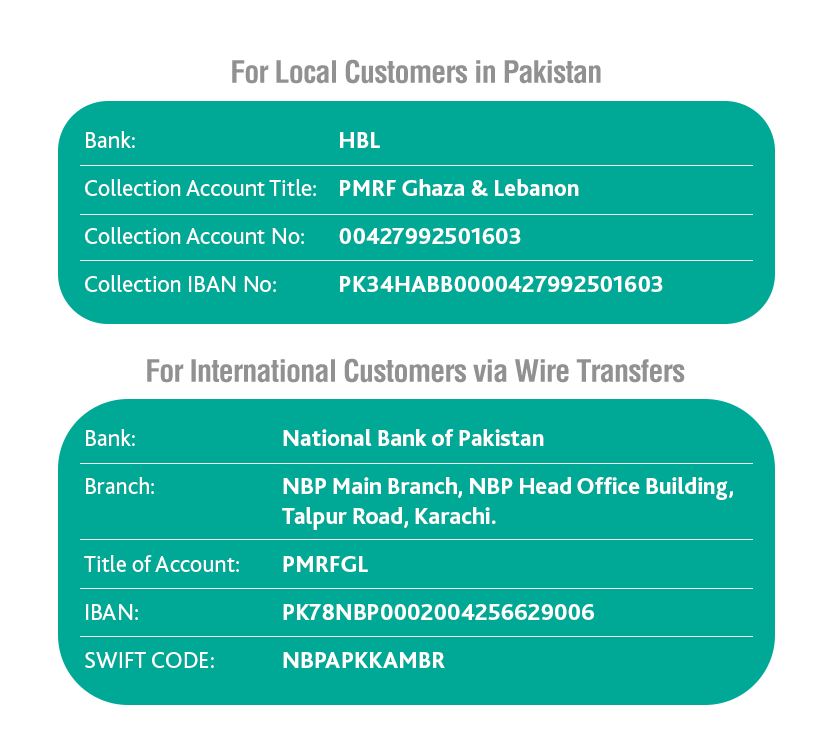 For Local Customers in Pakistan
Bank: HBL
Collection Account Title: PMRF Ghaza & Lebanon
Collection Account No: 00427992501603
Collection IBAN No: PK34HABB0000427992501603
For International Customers via Wire Transfers
Bank: National Bank of Pakistan
Branch: NBP Main Branch, NBP Head Office Building,
Talpur Road, Karachi.
Title of Account: PMRFGL
IBAN: PK78NBP0002004256629006
SWIFT CODE: NBPAPKKAMBR